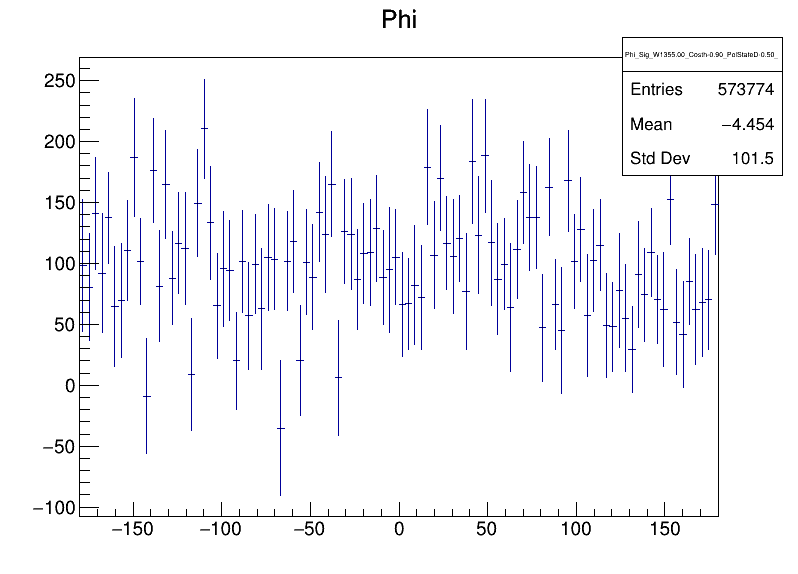 Phi
Phi_Sig_W1355.00_Costh-0.90_PolStateD-0.50_
Entries 573774
Mean −4.454
Std Dev 101.5
250
200
150
100
50
0
−50
−100
−150 −100 −50 0 50 100 150